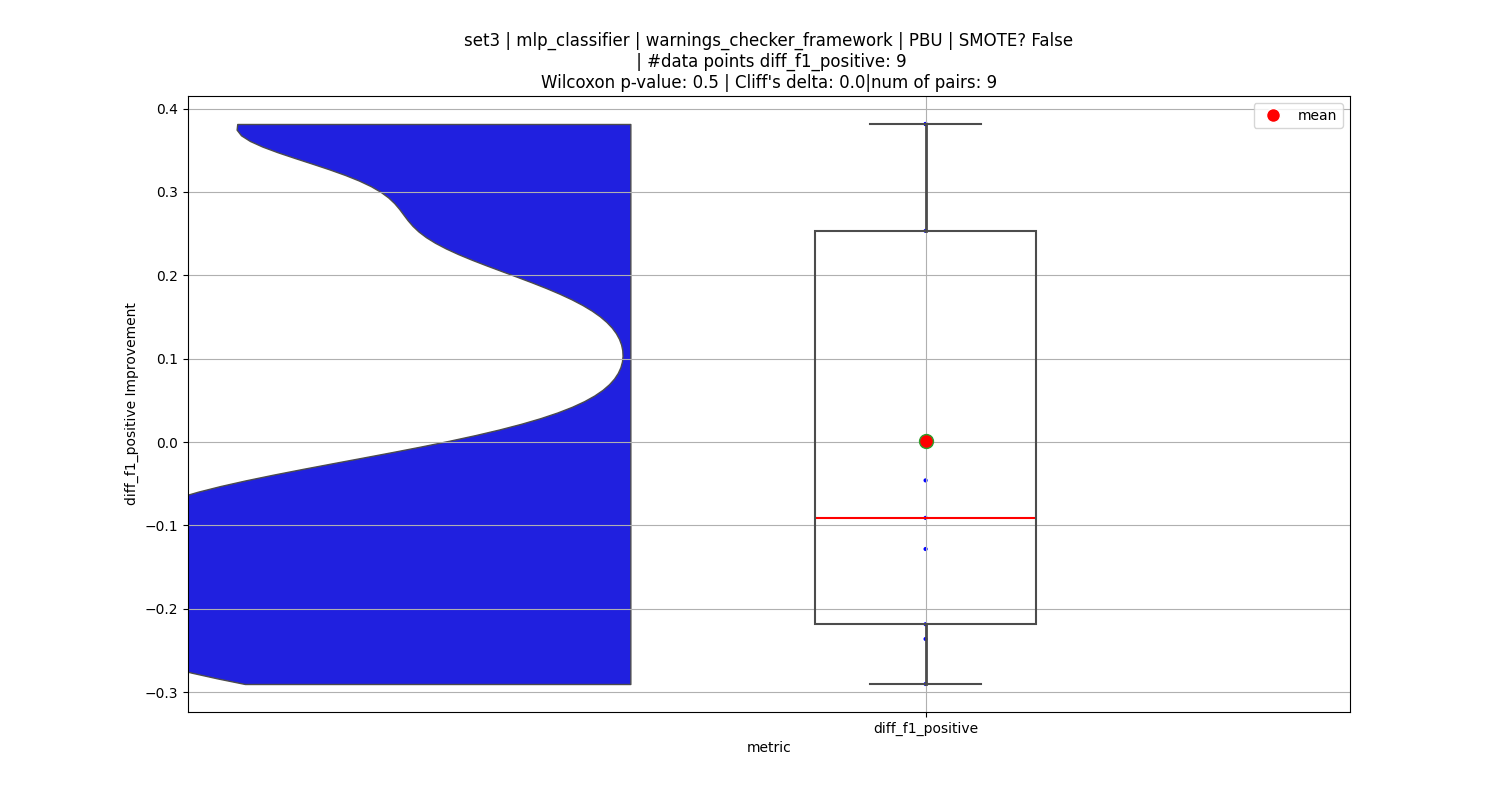 set3 | mlp_classifier | warnings_checker_framework | PBU | SMOTE? False
| #data points diff_f1_positive: 9
Wilcoxon p-value: 0.5 | Cliff's delta: 0.0|num of pairs: 9
mean
0.4
0.3
0.2
0.1
0.0
−0.1
−0.2
−0.3
diff_f1_positive Improvement
diff_f1_positive
metric